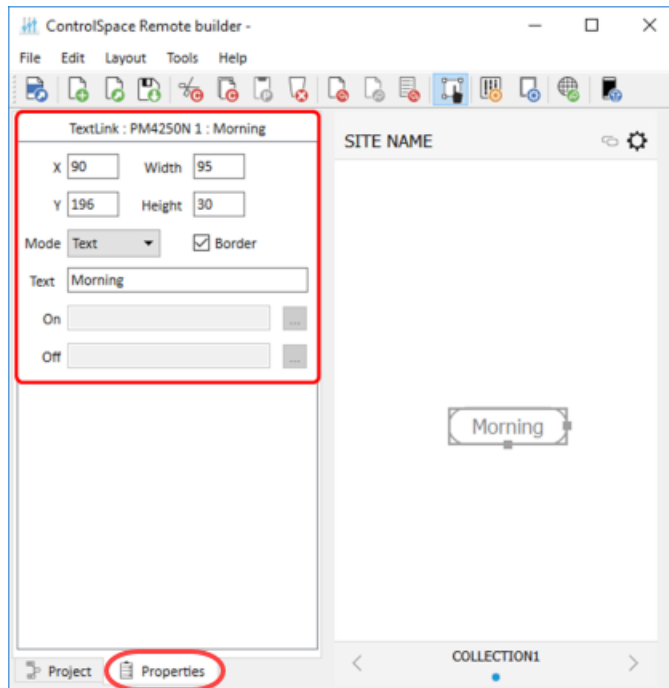 ControlSpace Remote builder -
File Edit Layout Tools Help
TextLink : PM4250N 1 : Morning
X 90 Width 95
Y 196 Height 30
Mode Text Border
Text Morning
On ...
Off ...
Project Properties
SITE NAME
Morning
COLLECTION1